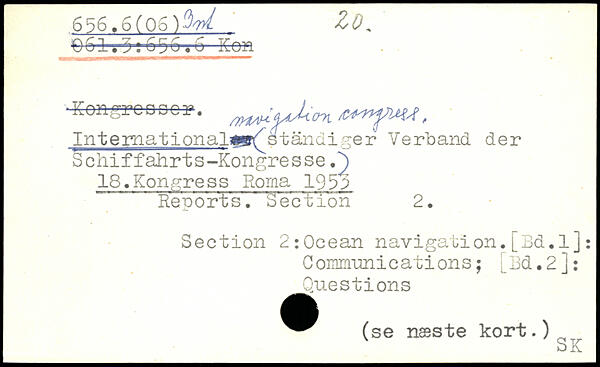 656.6(06) Int 20.
061.3:656.6 Kon
Kongresser.
navigation congress.
International (ständiger Verband der
Schiffahrts-Kongresse.)
18.Kongress Roma 1953
Reports. Section 2.
Section 2:Ocean navigation.[Bd.1]:
Communications; [Bd.2]:
Questions
(se næste kort.)
SK